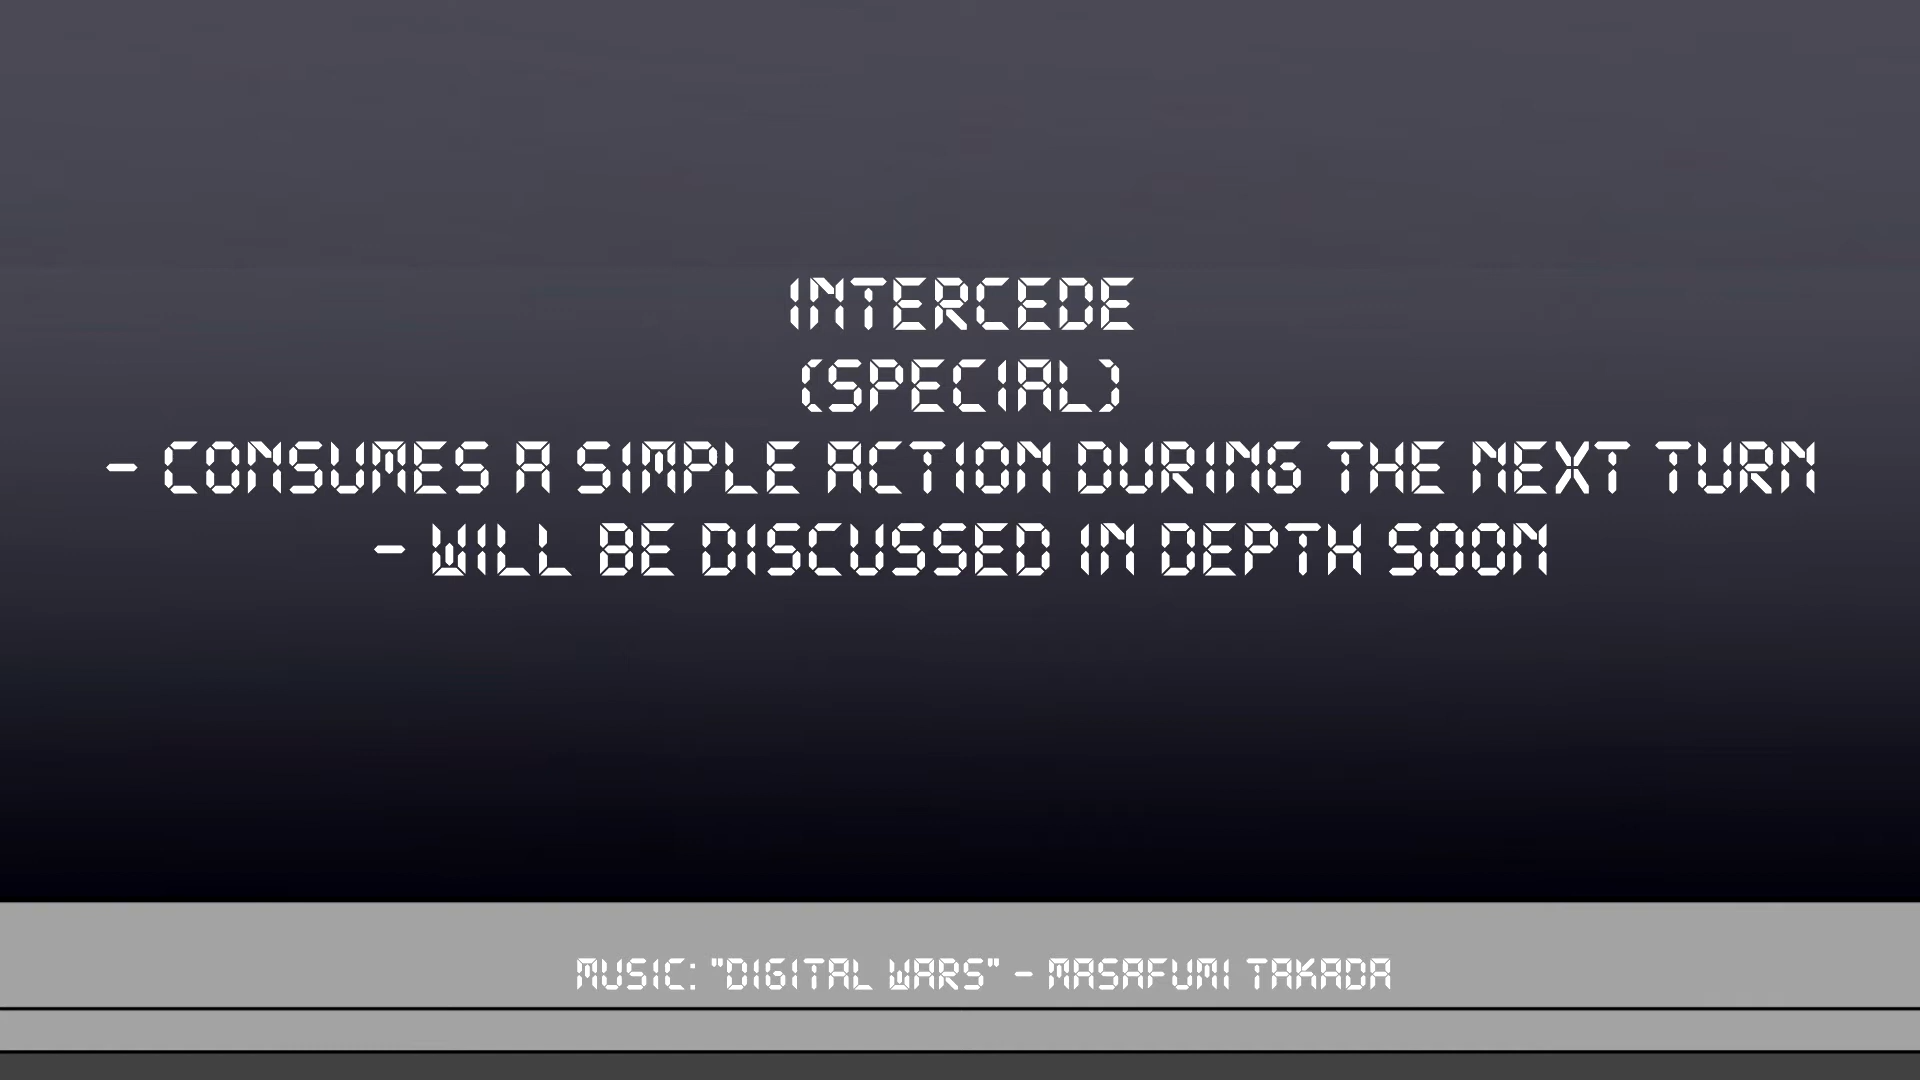 INTERCEDE
(SPECIAL)
- CONSUMES A SIMPLE ACTION DURING THE NEXT TURN
- WILL BE DISCUSSED IN DEPTH SOON
MUSIC: "DIGITAL WARS" - MASAFUMI TAKADA